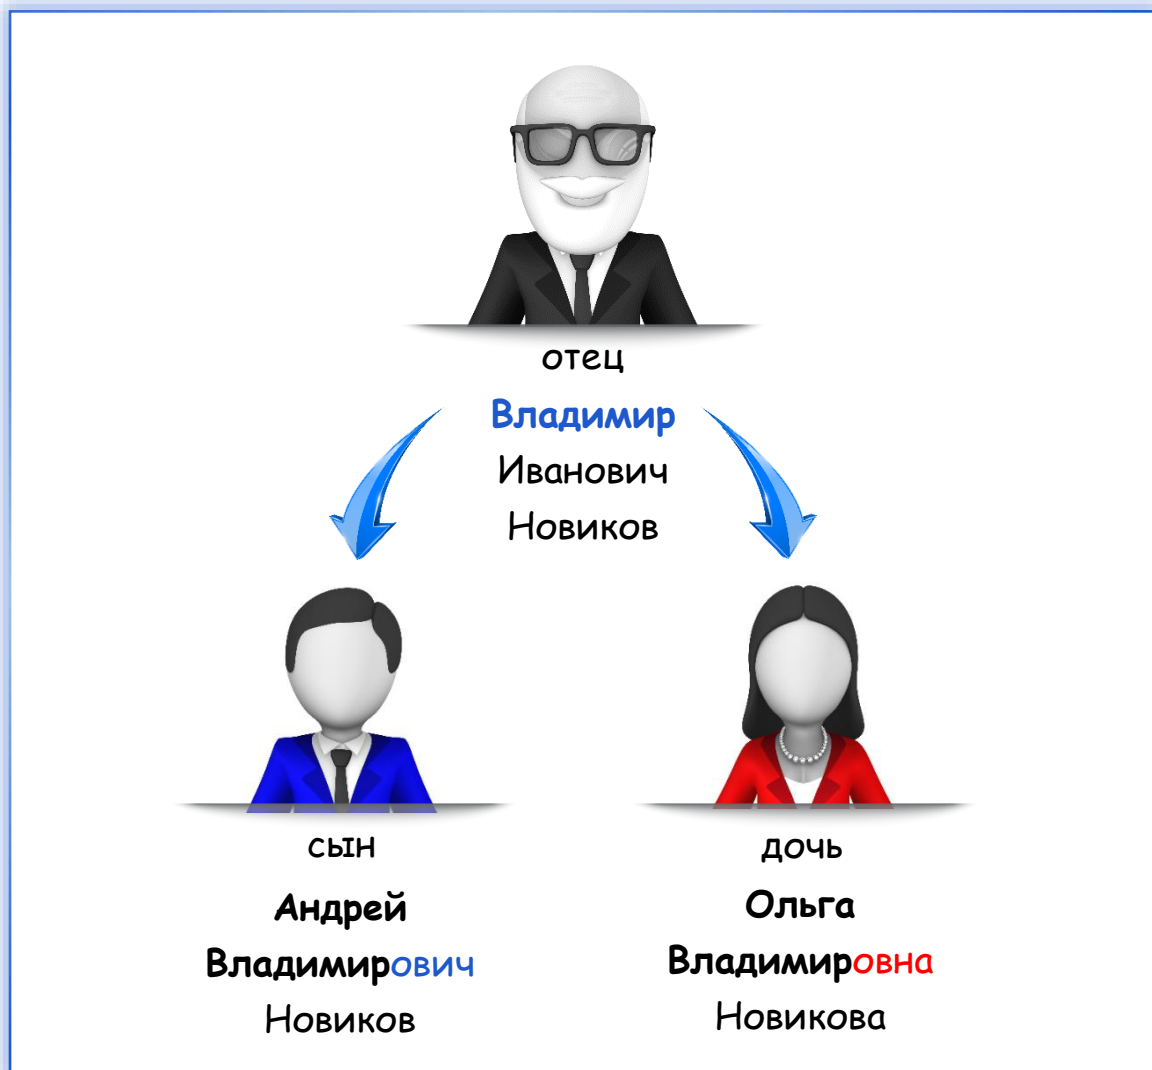 отец
Владимир
Иванович
Новиков
сын
Андрей
Владимирович
Новиков
дочь
Ольга
Владимировна
Новикова